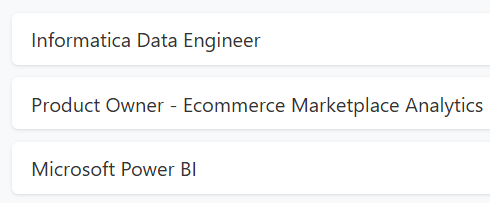 Informatica Data Engineer
Product Owner - Ecommerce Marketplace Analytics
Microsoft Power BI